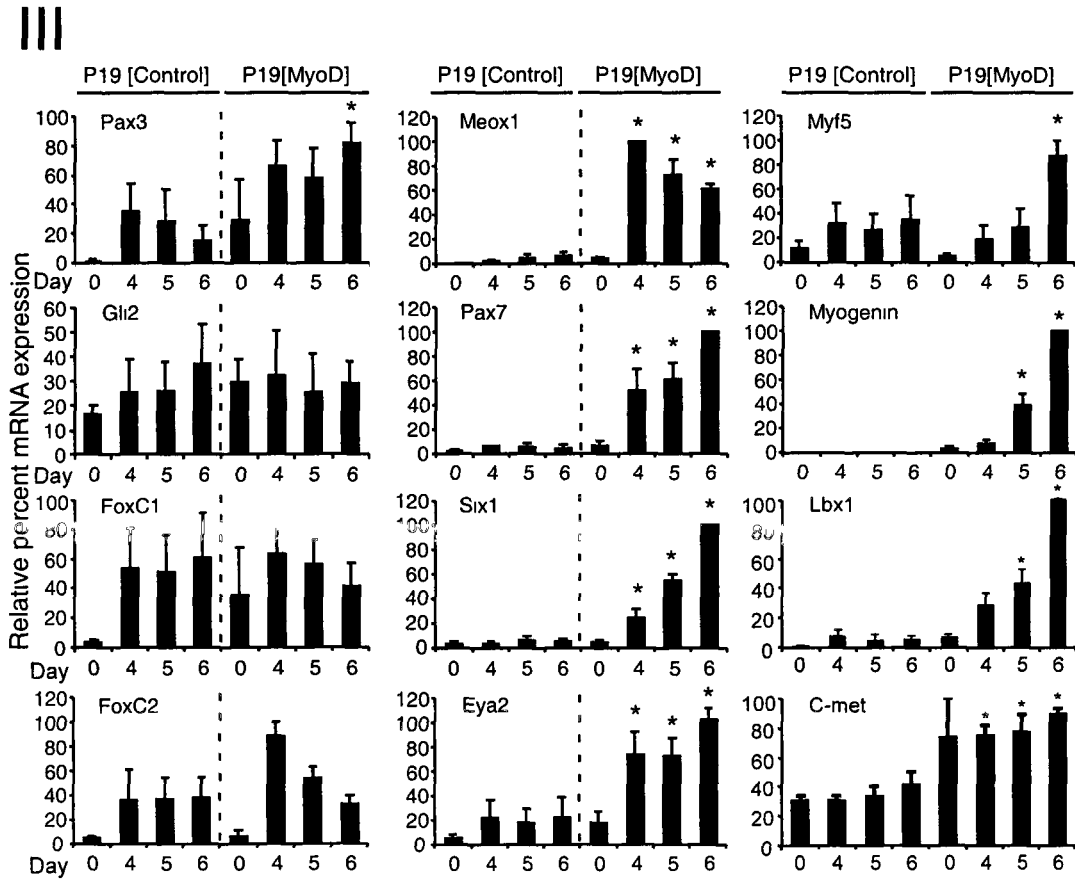 III
P19 [Control] P19[MyoD] P19 [Control] P19[MyoD] P19 [Control] P19[MyoD]
Relative percent mRNA expression
Pax3
100
80
60
40
20
0
*
Day 0 4 5 6 0 4 5 6
Meox1
120
100
80
60
40
20
0
* * *
0 4 5 6 0 4 5 6
Myf5
120
100
80
60
40
20
0
*
0 4 5 6 0 4 5 6
Gli2
60
50
40
30
20
10
0
Day 0 4 5 6 0 4 5 6
Pax7
120
100
80
60
40
20
0
* * *
0 4 5 6 0 4 5 6
Myogenin
100
80
60
40
20
0
* *
0 4 5 6 0 4 5 6
FoxC1
100
80
60
40
20
0
Day 0 4 5 6 0 4 5 6
Six1
120
100
80
60
40
20
0
* * *
0 4 5 6 0 4 5 6
Lbx1
100
80
60
40
20
0
* *
0 4 5 6 0 4 5 6
FoxC2
120
100
80
60
40
20
0
Day 0 4 5 6 0 4 5 6
Eya2
120
100
80
60
40
20
0
* * *
0 4 5 6 0 4 5 6
C-met
100
80
60
40
20
0
* * *
0 4 5 6 0 4 5 6